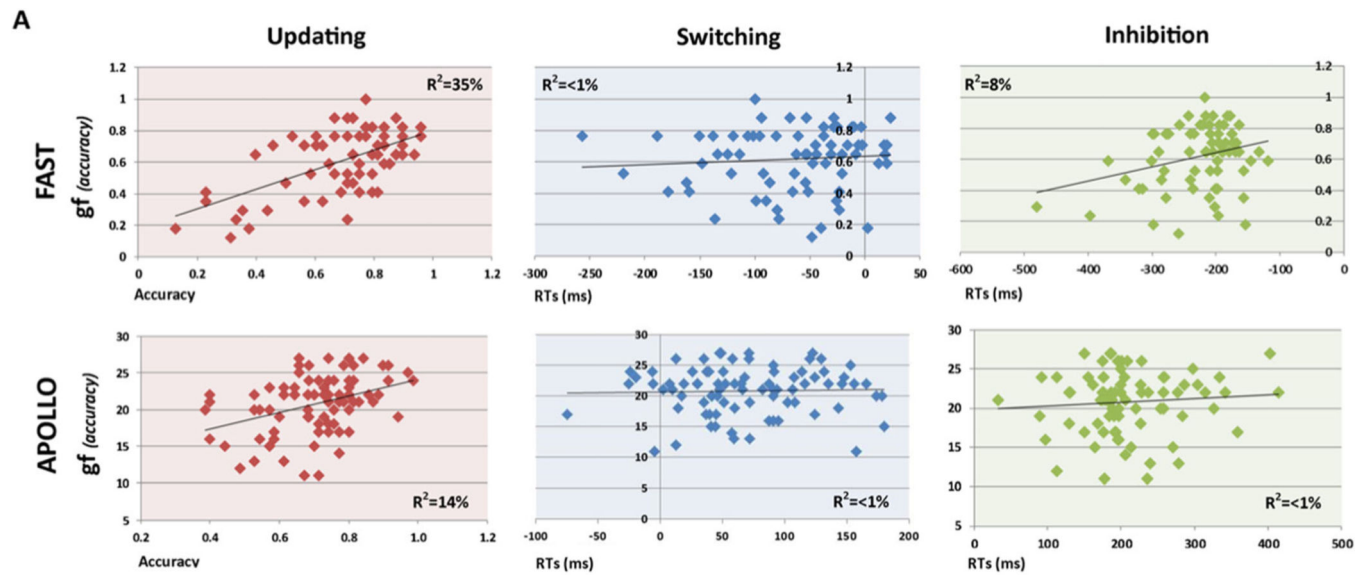 A
Updating
Switching
Inhibition
FAST
gf (accuracy)
1.2
1
0.8
0.6
0.4
0.2
0
R²=35%
0 0.2 0.4 0.6 0.8 1 1.2
Accuracy
R²=<1%
1.2
1
0.8
0.6
0.4
0.2
0
-300 -250 -200 -150 -100 -50 0 50
RTs (ms)
R²=8%
1.2
1
0.8
0.6
0.4
0.2
0
-600 -500 -400 -300 -200 -100 0
RTs (ms)
APOLLO
gf (accuracy)
30
25
20
15
10
5
R²=14%
0.2 0.4 0.6 0.8 1 1.2
Accuracy
30
25
20
15
10
5
0
R²=<1%
-100 -50 0 50 100 150 200
RTs (ms)
30
25
20
15
10
5
R²=<1%
0 100 200 300 400 500
RTs (ms)